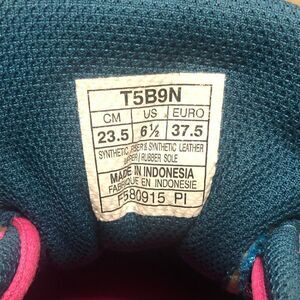 T5B9N
CM US EURO
23.5 6½ 37.5
SYNTHETIC FIBER & SYNTHETIC LEATHER
UPPER / RUBBER SOLE
MADE IN INDONESIA
FABRIQUE EN INDONESIE
F580915 PI